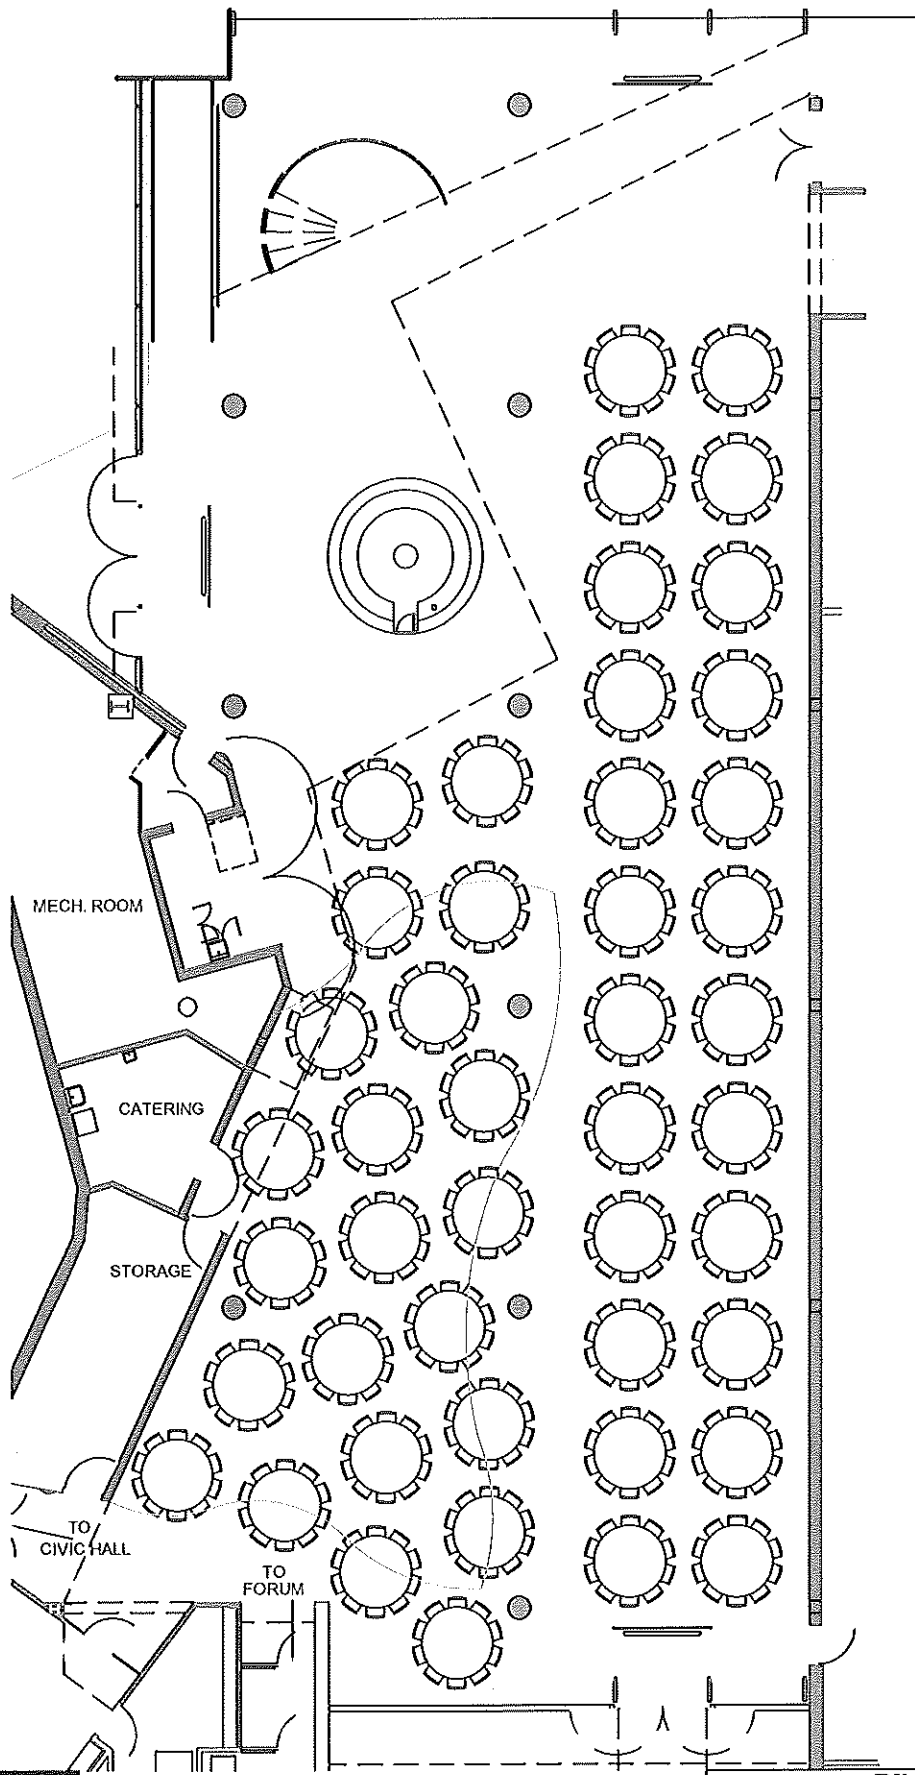 MECH. ROOM
CATERING
STORAGE
TO
CIVIC HALL
TO
FORUM